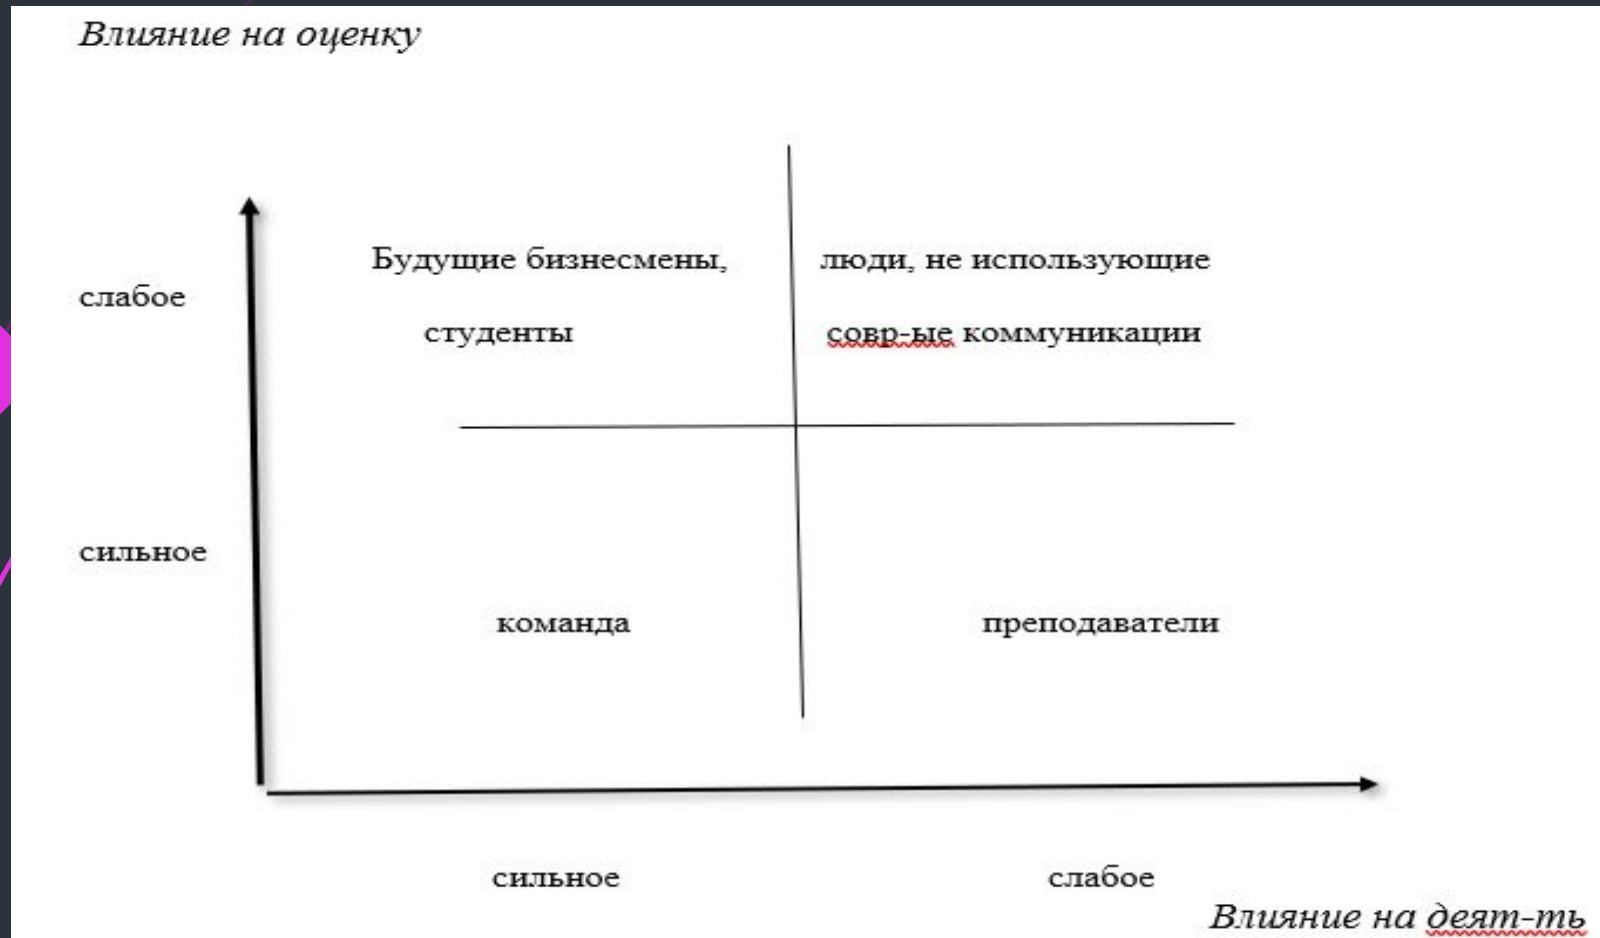 Влияние на оценку
Будущие бизнесмены,
студенты
люди, не использующие
совр-ые коммуникации
слабое
сильное
команда
преподаватели
сильное
слабое
Влияние на деят-ть